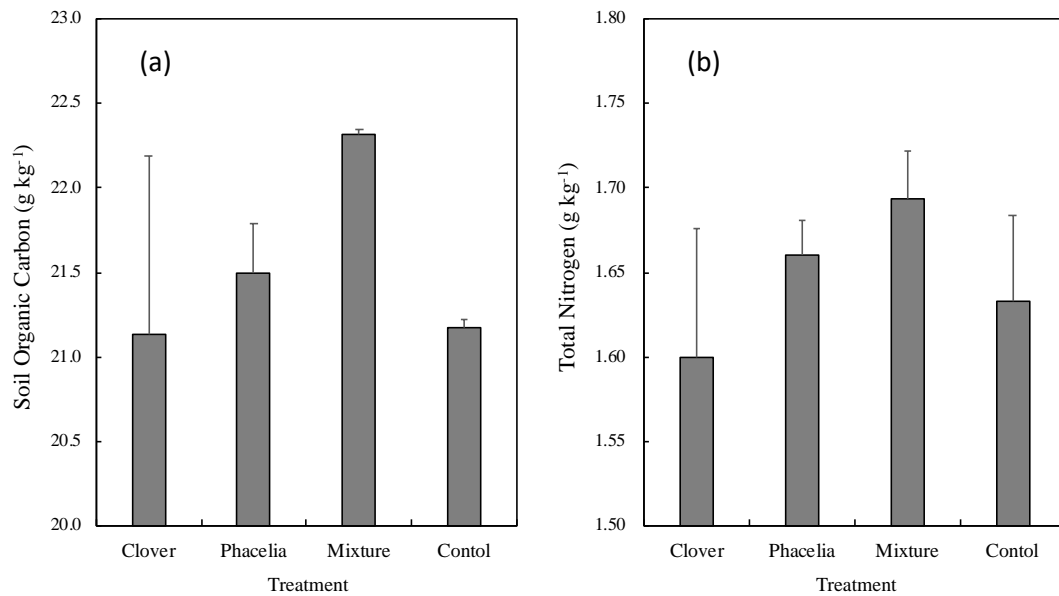 (a)
Soil Organic Carbon (g kg-1)
23.0
22.5
22.0
21.5
21.0
20.5
20.0
Clover Phacelia Mixture Contol
Treatment
(b)
Total Nitrogen (g kg-1)
1.80
1.75
1.70
1.65
1.60
1.55
1.50
Clover Phacelia Mixture Contol
Treatment